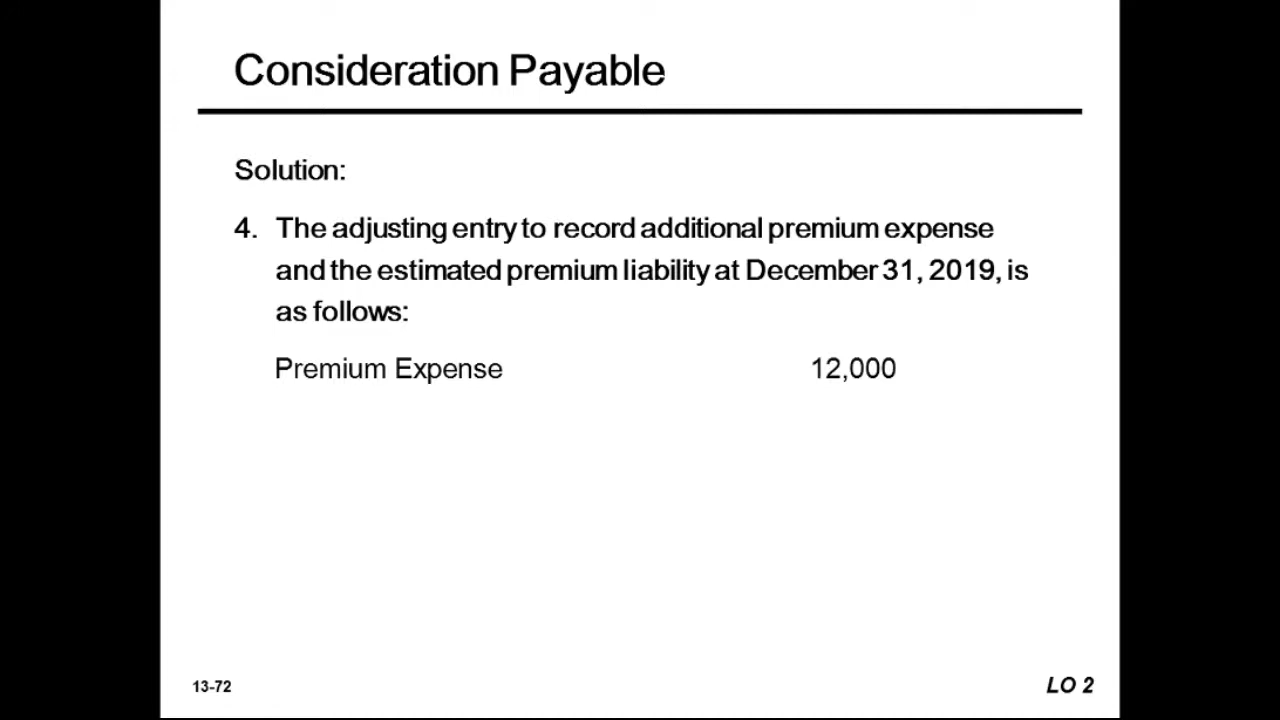 Consideration Payable
Solution:
4. The adjusting entry to record additional premium expense
and the estimated premium liability at December 31, 2019, is
as follows:
Premium Expense 12,000
13-72 LO 2